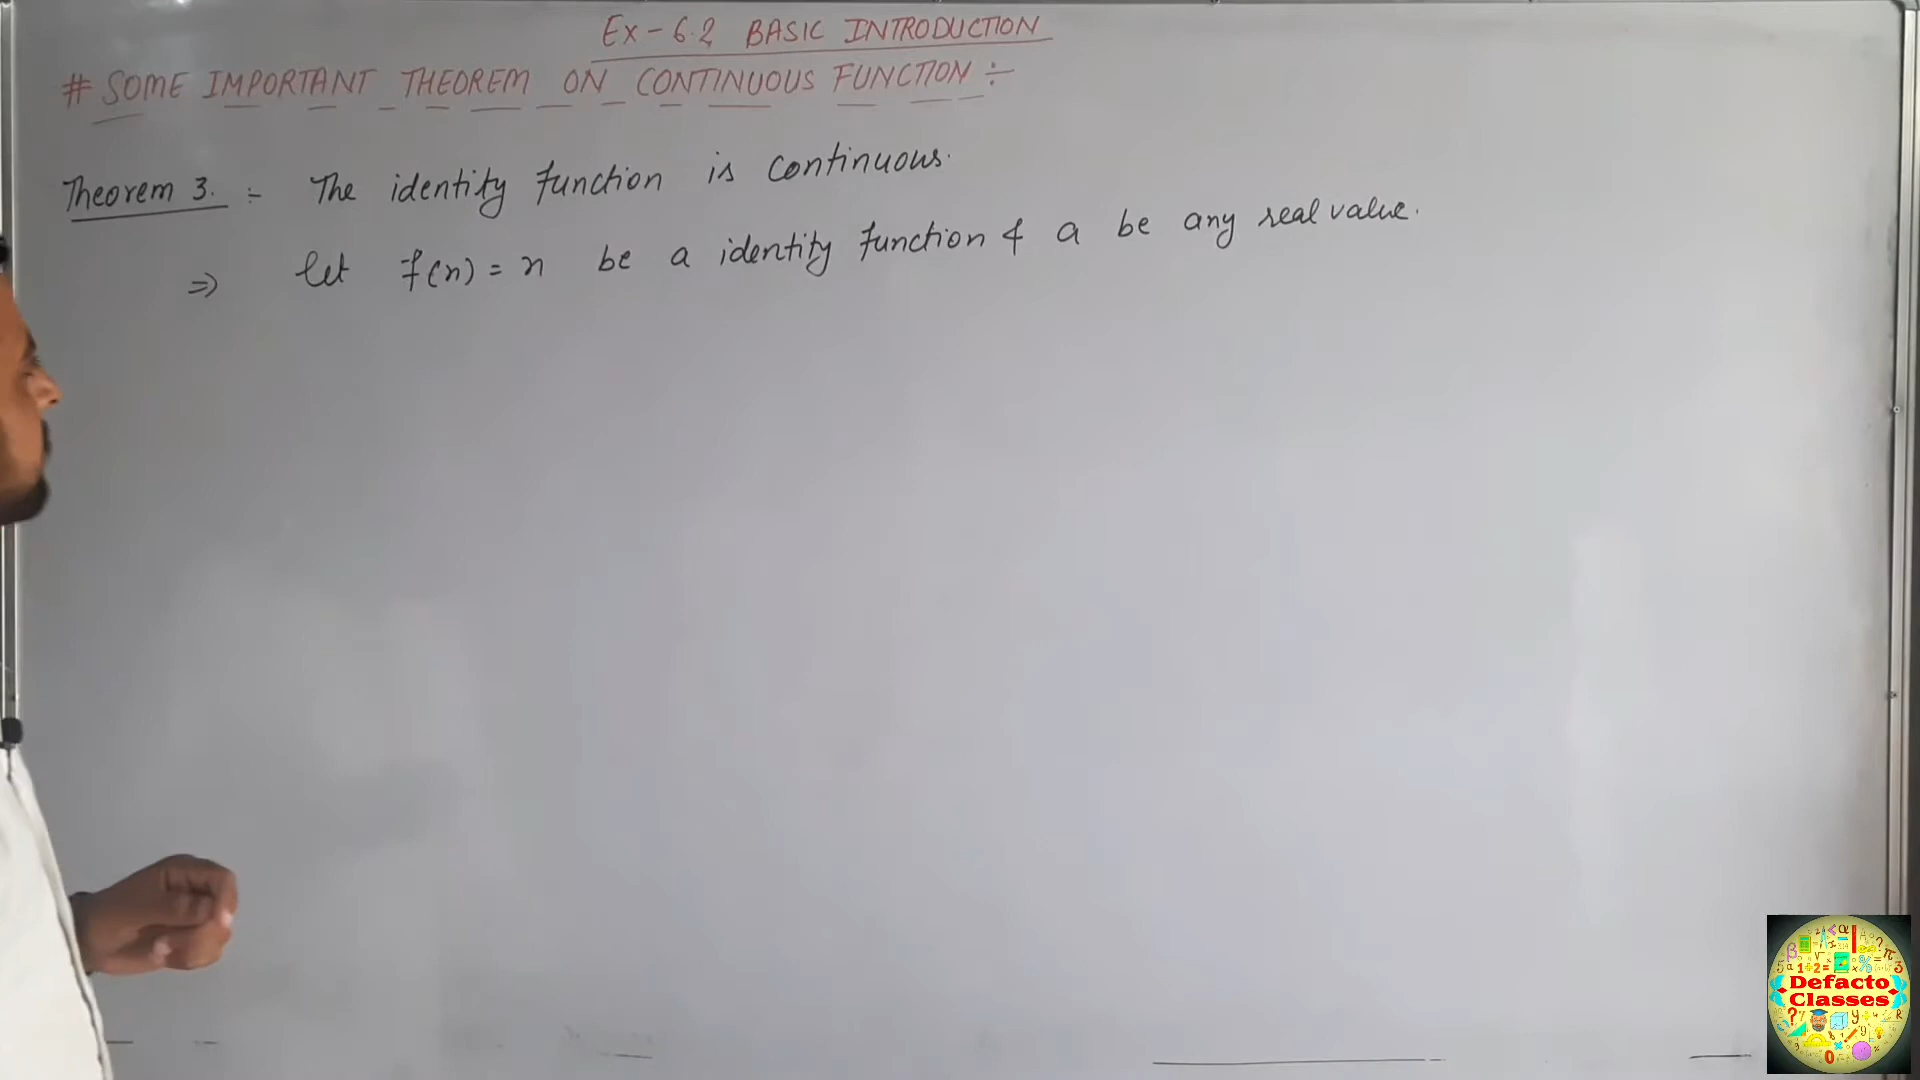 Ex - 6.2 BASIC INTRODUCTION
# SOME IMPORTANT THEOREM ON CONTINUOUS FUNCTION ÷
Theorem 3. :- The identity function is continuous.
⇒ Let f(n) = n be a identity function & a be any real value.
Defacto
Classes